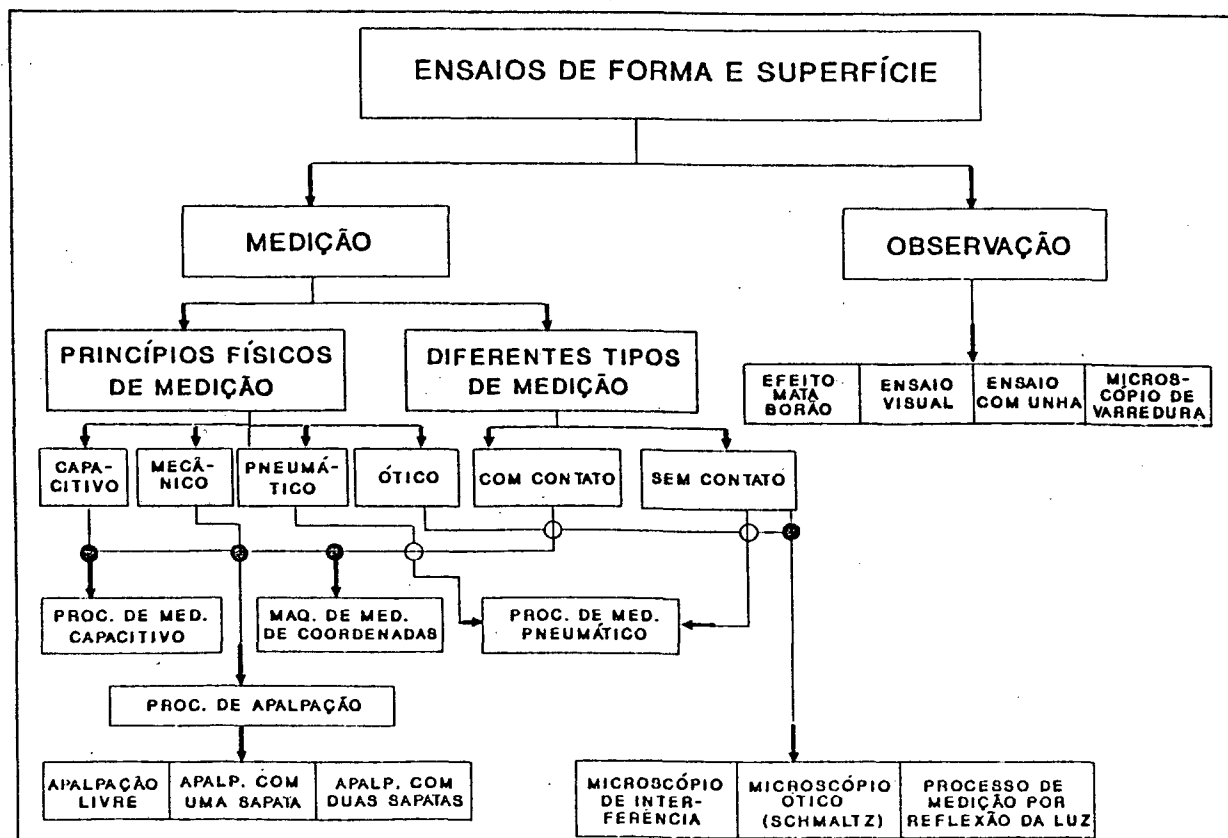 ENSAIOS DE FORMA E SUPERFÍCIE
MEDIÇÃO
OBSERVAÇÃO
PRINCÍPIOS FÍSICOS
DE MEDIÇÃO
DIFERENTES TIPOS
DE MEDIÇÃO
EFEITO
MATA
BORÃO
ENSAIO
VISUAL
ENSAIO
COM UNHA
MICROS-
CÓPIO DE
VARREDURA
CAPA-
CITIVO
MECÂ-
NICO
PNEUMÁ-
TICO
ÓTICO
COM CONTATO
SEM CONTATO
PROC. DE MED.
CAPACITIVO
MAQ. DE MED.
DE COORDENADAS
PROC. DE MED.
PNEUMÁTICO
PROC. DE APALPAÇÃO
APALPAÇÃO
LIVRE
APALP. COM
UMA SAPATA
APALP. COM
DUAS SAPATAS
MICROSCÓPIO
DE INTER-
FERÊNCIA
MICROSCÓPIO
ÓTICO
(SCHMALTZ)
PROCESSO DE
MEDIÇÃO POR
REFLEXÃO DA LUZ